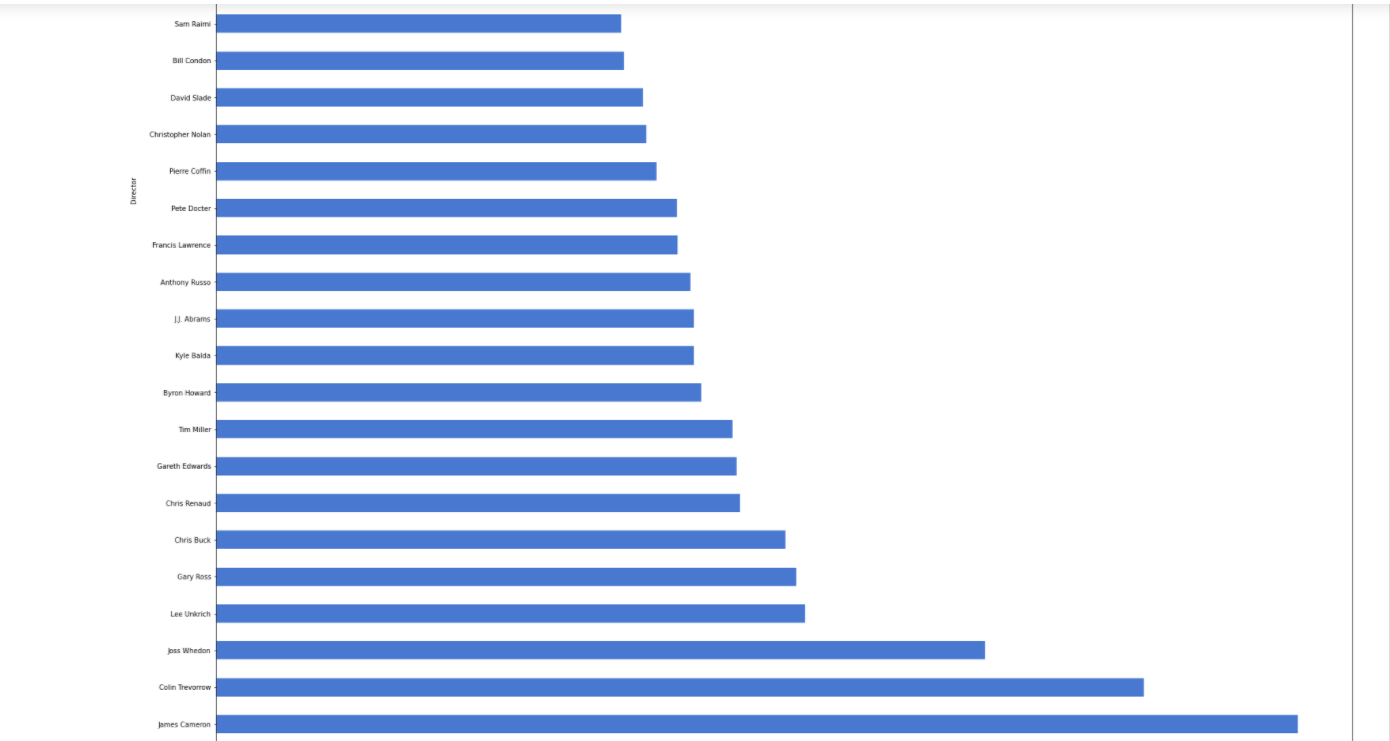 Sam Raimi
Bill Condon
David Slade
Christopher Nolan
Pierre Coffin
Director
Pete Docter
Francis Lawrence
Anthony Russo
J.J. Abrams
Kyle Balda
Byron Howard
Tim Miller
Gareth Edwards
Chris Renaud
Chris Buck
Gary Ross
Lee Unkrich
Joss Whedon
Colin Trevorrow
James Cameron